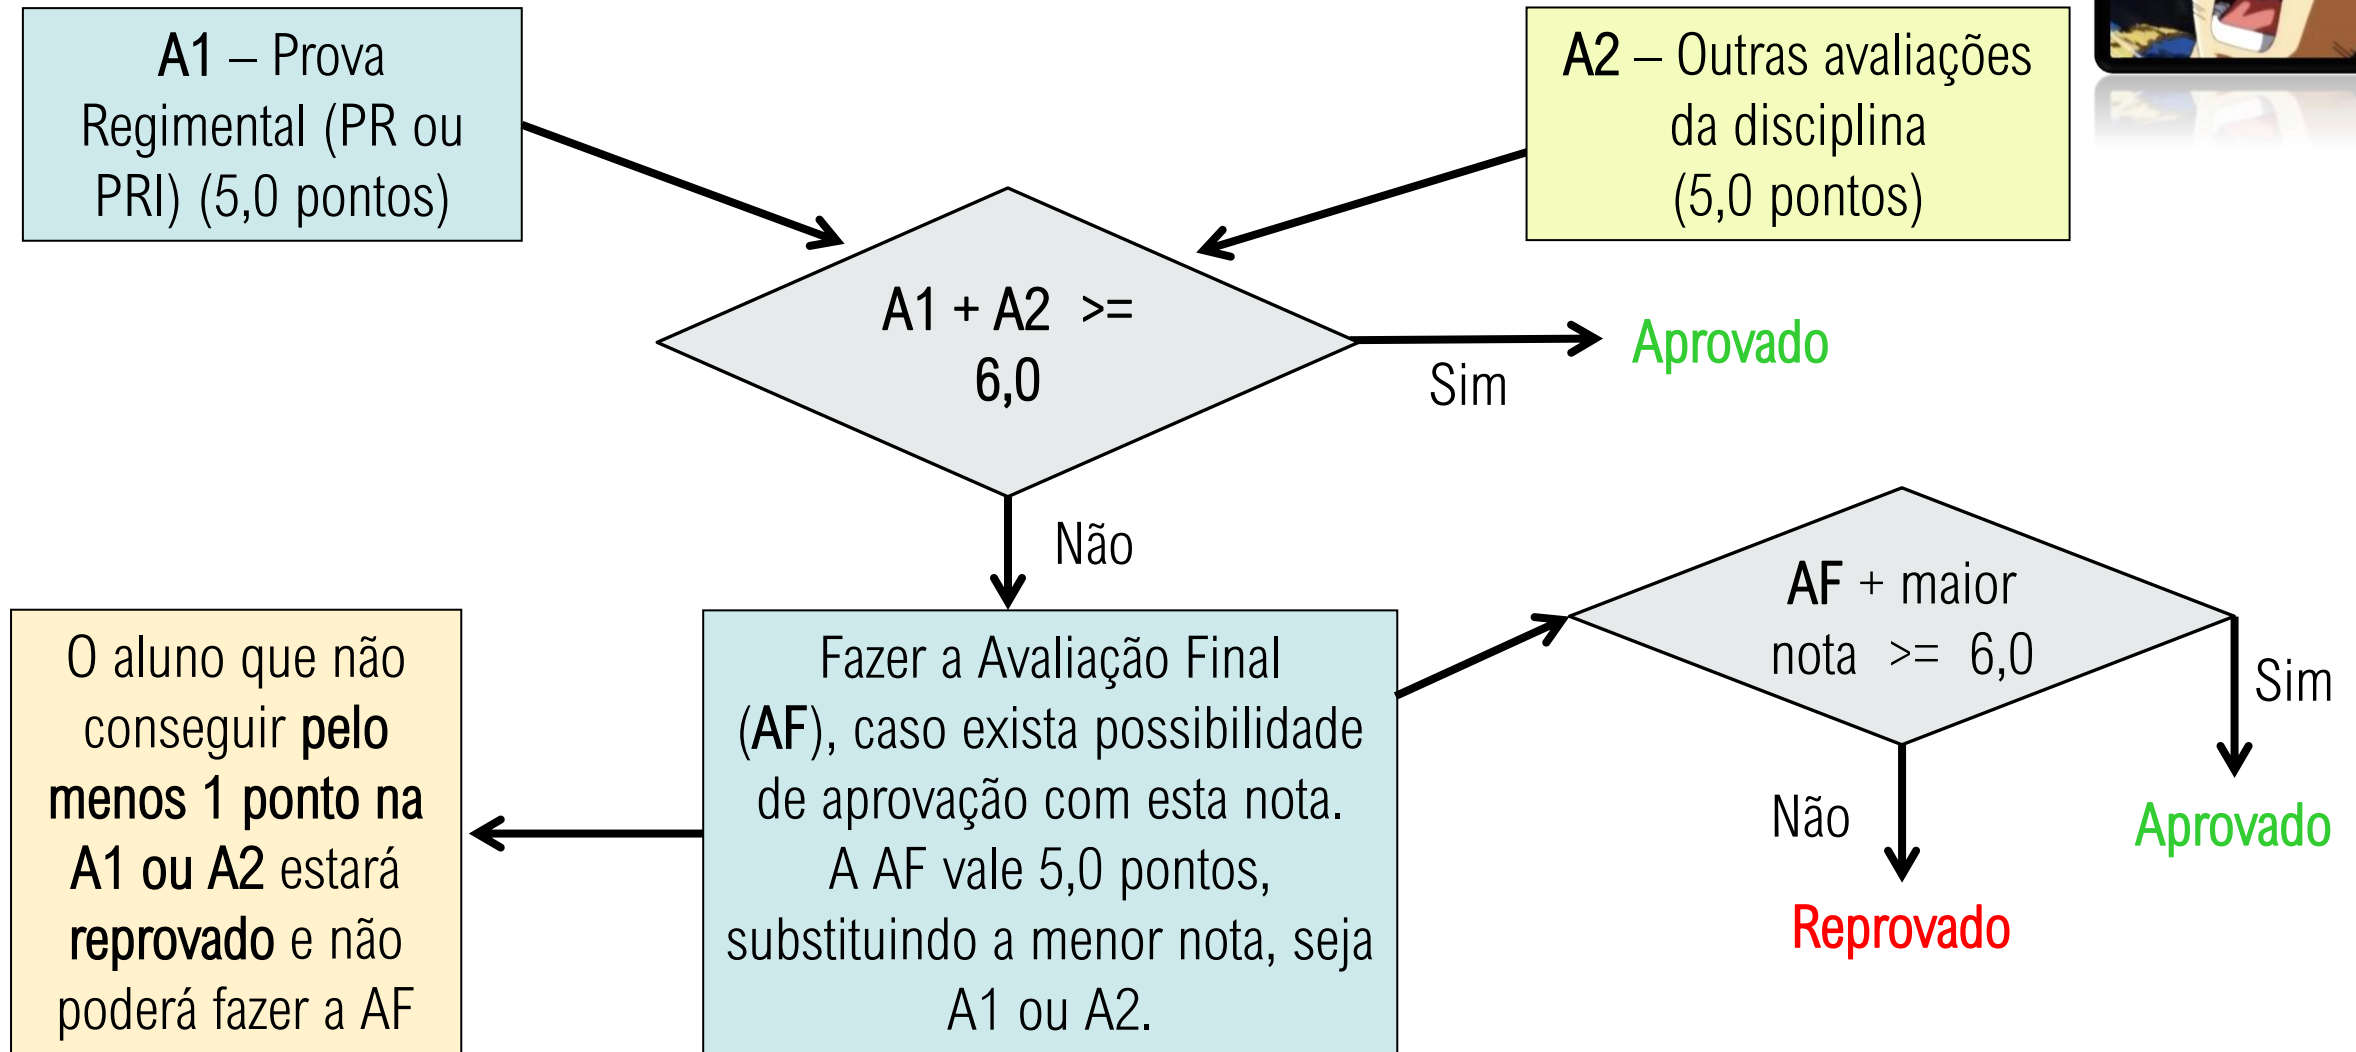 A1 – Prova
Regimental (PR ou
PRI) (5,0 pontos)
A2 – Outras avaliações
da disciplina
(5,0 pontos)
A1 + A2 >=
6,0
Sim
Aprovado
Não
O aluno que não
conseguir pelo
menos 1 ponto na
A1 ou A2 estará
reprovado e não
poderá fazer a AF
Fazer a Avaliação Final
(AF), caso exista possibilidade
de aprovação com esta nota.
A AF vale 5,0 pontos,
substituindo a menor nota, seja
A1 ou A2.
AF + maior
nota >= 6,0
Sim
Não
Aprovado
Reprovado